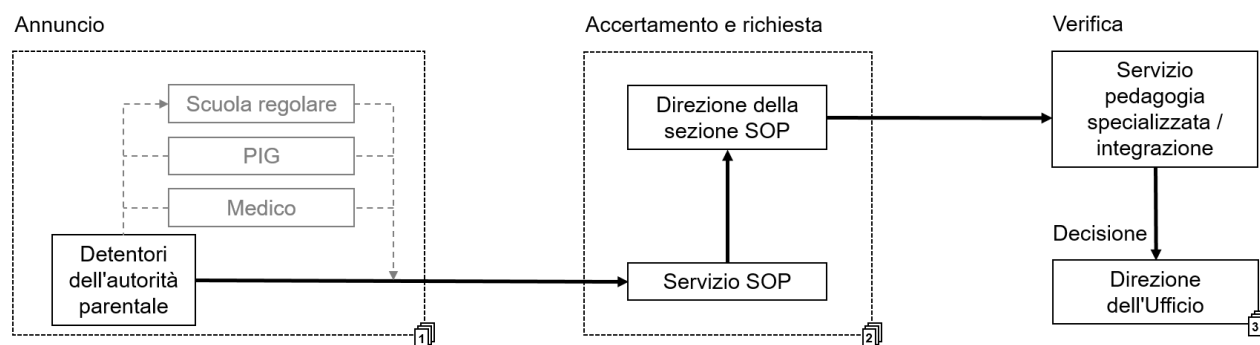 Annuncio
Scuola regolare
PIG
Medico
Detentori
dell'autorità
parentale
1
Accertamento e richiesta
Direzione della
sezione SOP
Servizio SOP
2
Verifica
Servizio
pedagogia
specializzata /
integrazione
Decisione
Direzione
dell'Ufficio
3